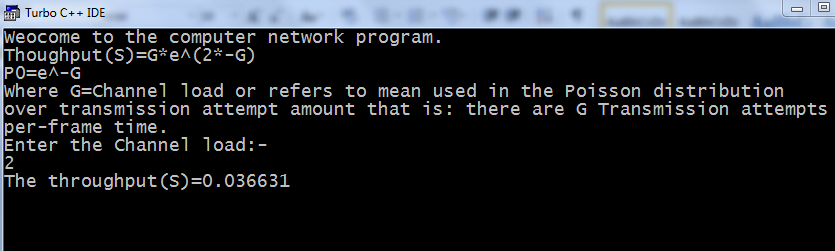 Turbo C++ IDE
Weocome to the computer network program.
Thoughput(S)=G*e^(2*-G)
P0=e^-G
Where G=Channel load or refers to mean used in the Poisson distribution
over transmission attempt amount that is: there are G Transmission attempts
per-frame time.
Enter the Channel load:-
2
The throughput(S)=0.036631